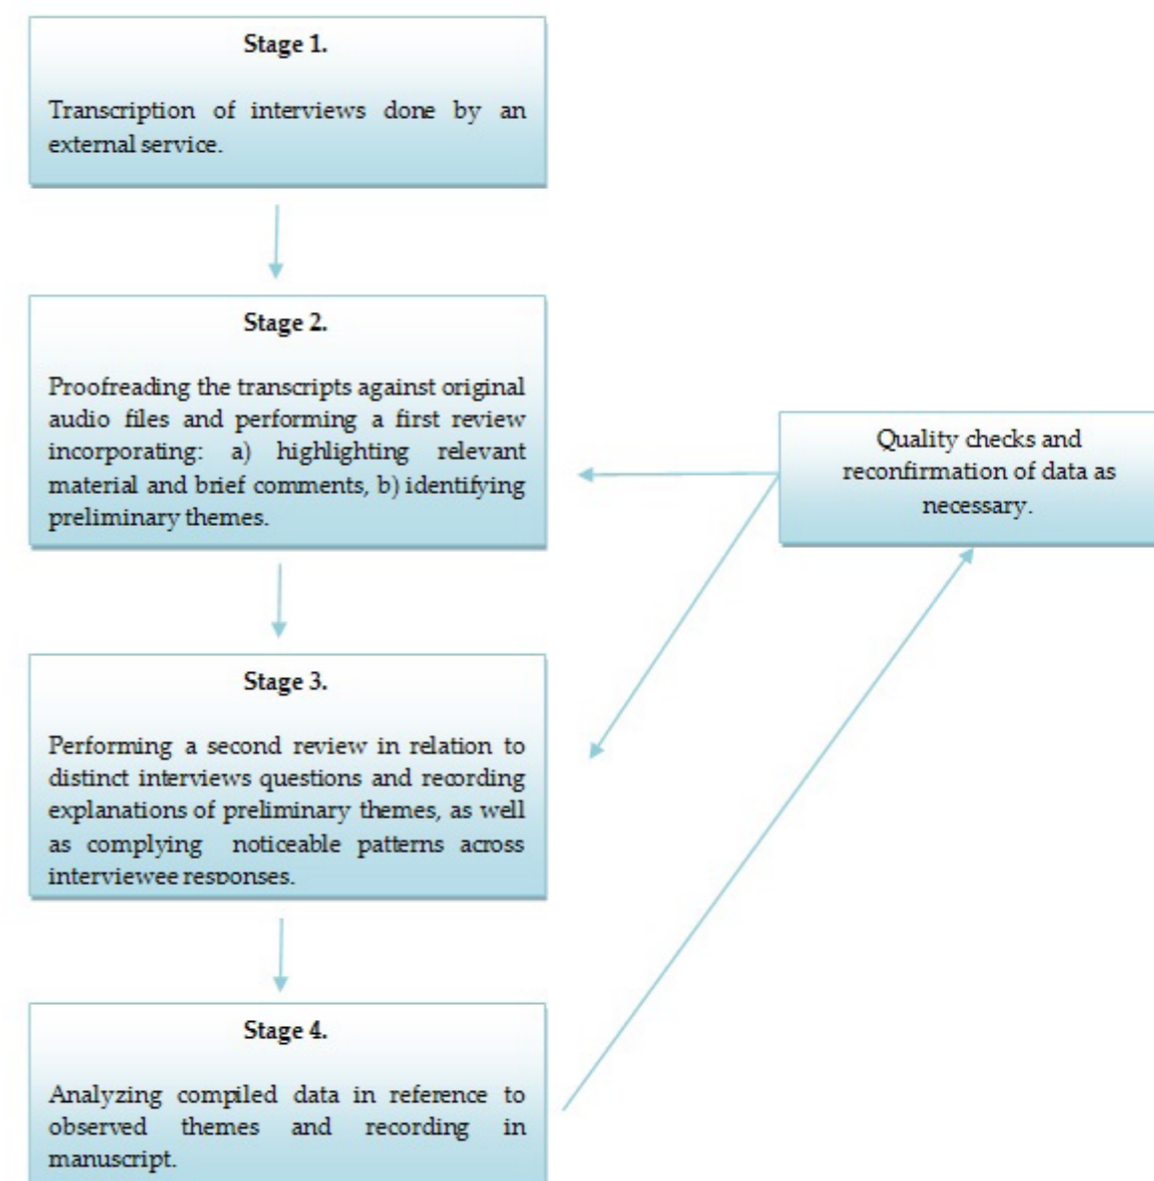 Stage 1.
Transcription of interviews done by an
external service.
Stage 2.
Proofreading the transcripts against original
audio files and performing a first review
incorporating: a) highlighting relevant
material and brief comments, b) identifying
preliminary themes.
Quality checks and
reconfirmation of data as
necessary.
Stage 3.
Performing a second review in relation to
distinct interviews questions and recording
explanations of preliminary themes, as well
as complying noticeable patterns across
interviewee responses.
Stage 4.
Analyzing compiled data in reference to
observed themes and recording in
manuscript.